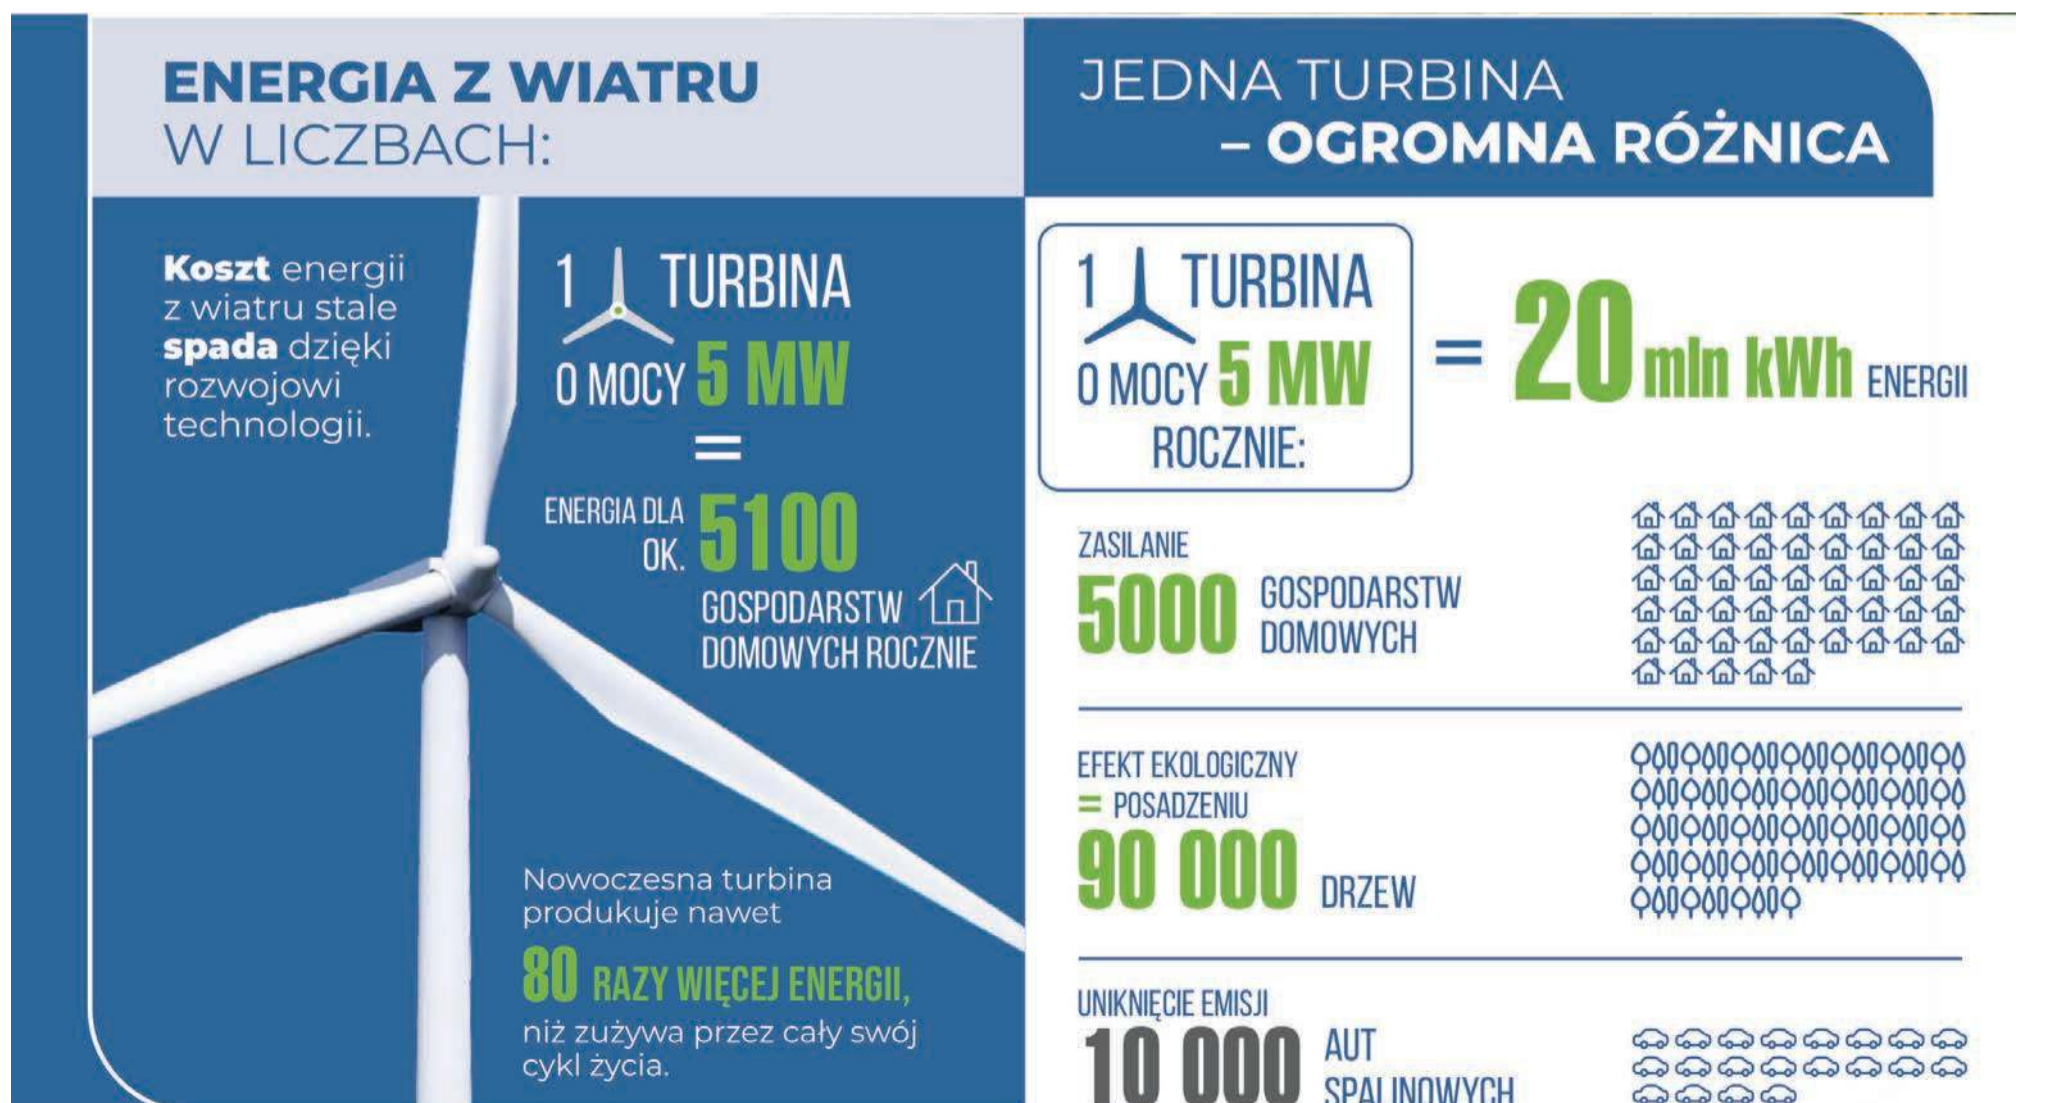 ENERGIA Z WIATRU
W LICZBACH:
Koszt energii
z wiatru stale
spada dzięki
rozwojowi
technologii.
1 TURBINA
O MOCY 5 MW
=
ENERGIA DLA
OK. 5100
GOSPODARSTW
DOMOWYCH ROCZNIE
Nowoczesna turbina
produkuje nawet
80 RAZY WIĘCEJ ENERGII,
niż zużywa przez cały swój
cykl życia.
JEDNA TURBINA
– OGROMNA RÓŻNICA
1 TURBINA
O MOCY 5 MW
ROCZNIE:
= 20 mln kWh ENERGII
ZASILANIE
5000 GOSPODARSTW
DOMOWYCH
EFEKT EKOLOGICZNY
= POSADZENIU
90 000 DRZEW
UNIKNIĘCIE EMISJI
10 000 AUT
SPALINOWYCH